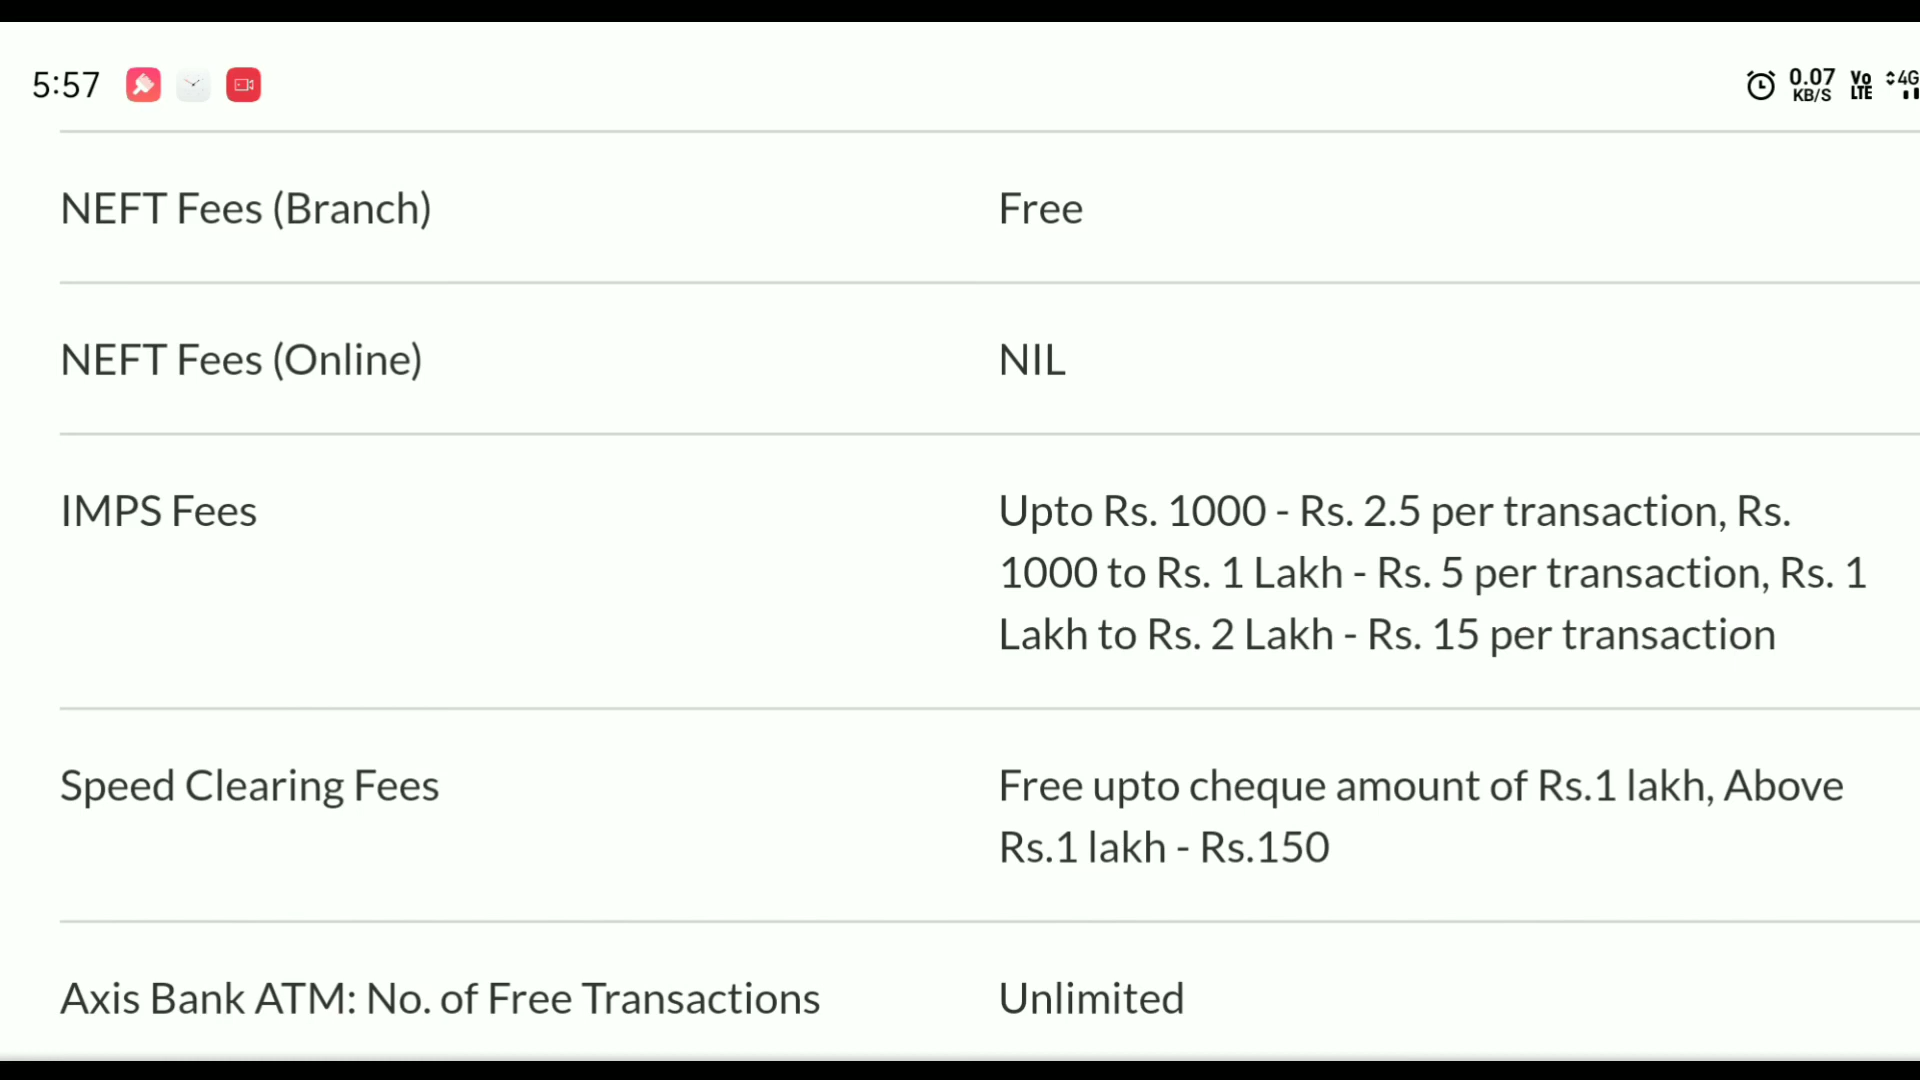 5:57
0.07
KB/S
Vo
LTE
4G
NEFT Fees (Branch)
Free
NEFT Fees (Online)
NIL
IMPS Fees
Upto Rs. 1000 - Rs. 2.5 per transaction, Rs.
1000 to Rs. 1 Lakh - Rs. 5 per transaction, Rs. 1
Lakh to Rs. 2 Lakh - Rs. 15 per transaction
Speed Clearing Fees
Free upto cheque amount of Rs.1 lakh, Above
Rs.1 lakh - Rs.150
Axis Bank ATM: No. of Free Transactions
Unlimited